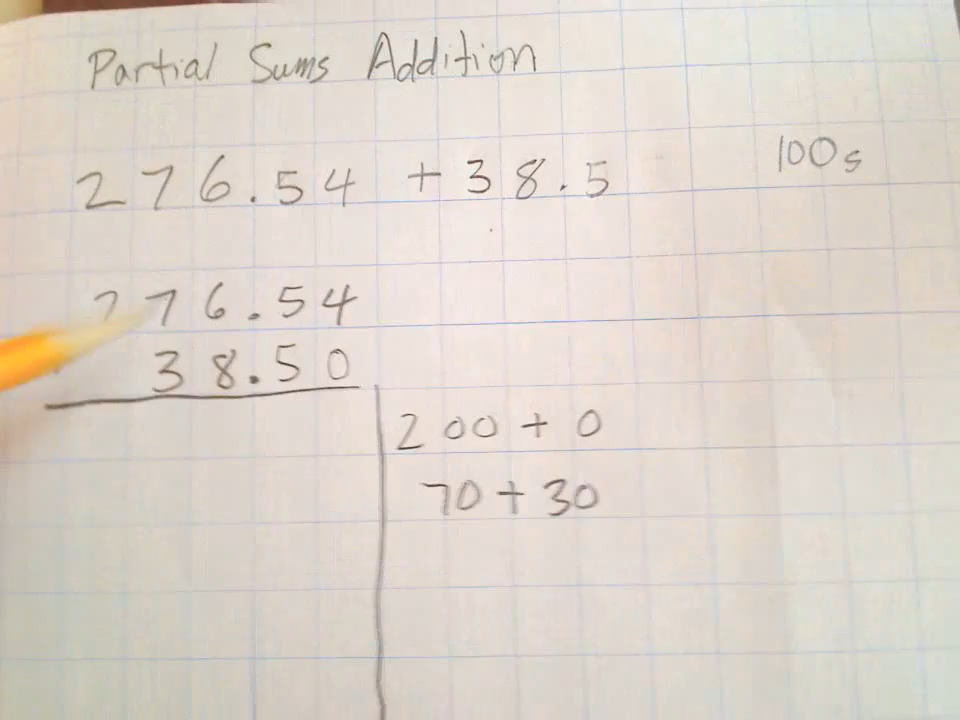 Partial Sums Addition
276.54 + 38.5
100s
276.54
38.50
200 + 0
70 + 30